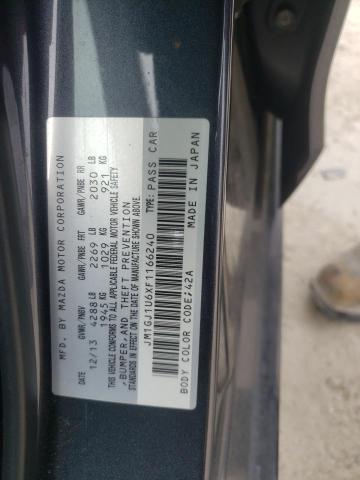 MFD. BY MAZDA MOTOR CORPORATION
12/13
GVWR/PNBV GAWR/PNBE FRT GAWR/PNBE RR
4288 LB 2269 LB 2030 LB
1945 KG 1029 KG 921 KG
THIS VEHICLE CONFORMS TO ALL APPLICABLE FEDERAL MOTOR VEHICLE SAFETY
, BUMPER, AND THEFT PREVENTION
STANDARDS IN EFFECT ON THE DATE OF MANUFACTURE SHOWN ABOVE.
JM1GJ1U6XF1166240 TYPE: PASS CAR
BODY COLOR CODE;42A MADE IN JAPAN